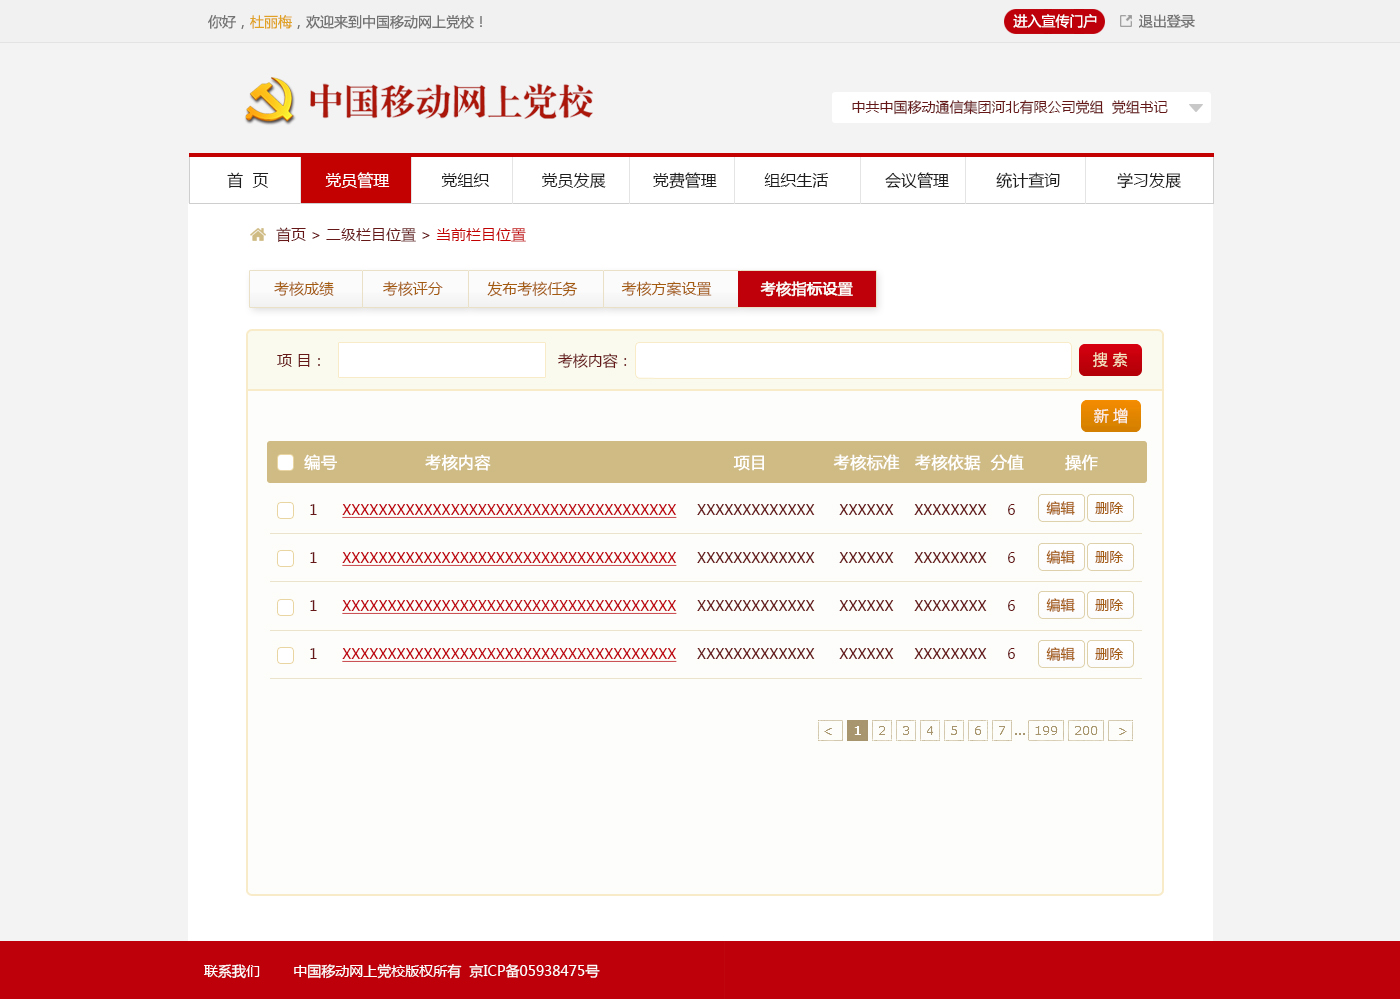 你好，杜丽梅，欢迎来到中国移动网上党校！ 进入宣传门户 退出登录
中国移动网上党校
中共中国移动通信集团河北有限公司党组 党组书记
首 页 党员管理 党组织 党员发展 党费管理 组织生活 会议管理 统计查询 学习发展
首页 > 二级栏目位置 > 当前栏目位置
考核成绩 考核评分 发布考核任务 考核方案设置 考核指标设置
项 目： 考核内容： 搜 索
新 增
编号 考核内容 项目 考核标准 考核依据 分值 操作
1 XXXXXXXXXXXXXXXXXXXXXXXXXXXXXXXXXXXXX XXXXXXXXXXXXX XXXXXX XXXXXXXX 6 编辑 删除
1 XXXXXXXXXXXXXXXXXXXXXXXXXXXXXXXXXXXXX XXXXXXXXXXXXX XXXXXX XXXXXXXX 6 编辑 删除
1 XXXXXXXXXXXXXXXXXXXXXXXXXXXXXXXXXXXXX XXXXXXXXXXXXX XXXXXX XXXXXXXX 6 编辑 删除
1 XXXXXXXXXXXXXXXXXXXXXXXXXXXXXXXXXXXXX XXXXXXXXXXXXX XXXXXX XXXXXXXX 6 编辑 删除
< 1 2 3 4 5 6 7 ... 199 200 >
联系我们 中国移动网上党校版权所有 京ICP备05938475号